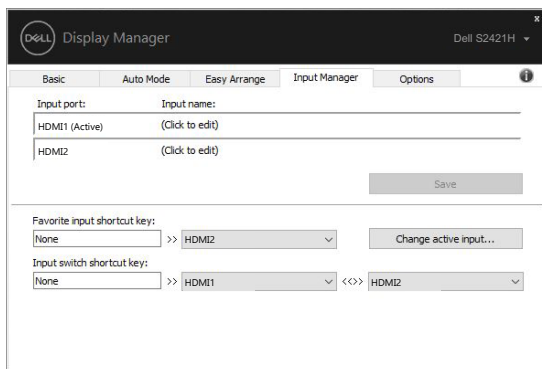 x
DELL Display Manager Dell S2421H
Basic Auto Mode Easy Arrange Input Manager Options i
Input port: Input name:
HDMI1 (Active) (Click to edit)
HDMI2 (Click to edit)
Save
Favorite input shortcut key:
None >> HDMI2 Change active input...
Input switch shortcut key:
None >> HDMI1 <<>> HDMI2